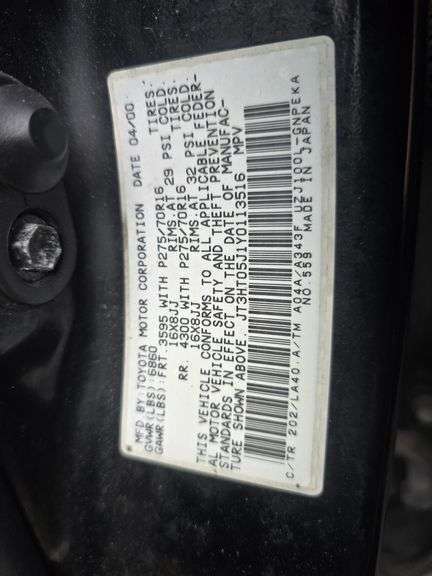 MFD BY:TOYOTA MOTOR CORPORATION DATE 04/00
GVWR(LBS):6860
GAWR(LBS):FRT. 3595 WITH P275/70R16 TIRES.
16X8JJ RIMS AT 29 PSI COLD.
RR. 4300 WITH P275/70R16 TIRES.
16X8JJ RIMS AT 32 PSI COLD.
THIS VEHICLE CONFORMS TO ALL APPLICABLE FEDER-
AL MOTOR VEHICLE SAFETY AND THEFT PREVENTION
STANDARDS IN EFFECT ON THE DATE OF MANUFAC-
TURE SHOWN ABOVE. JT3HT05J1Y0113516 MPV
C/TR 202/LA40 A/TM A04A/A343F UZJ100L-GNPEKA
NO.559 MADE IN JAPAN